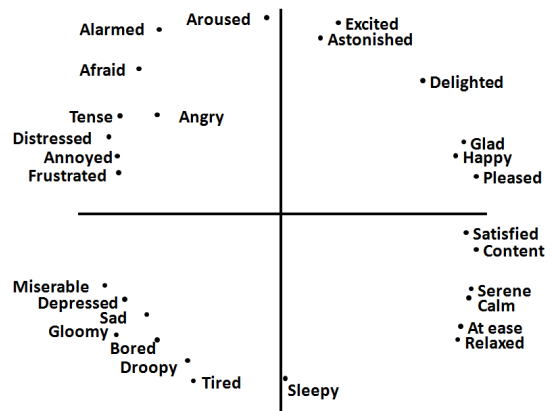 Aroused
Excited
Alarmed
Astonished
Afraid
Delighted
Tense
Angry
Distressed
Glad
Annoyed
Happy
Frustrated
Pleased
Satisfied
Content
Miserable
Serene
Depressed
Calm
Sad
Gloomy
At ease
Bored
Relaxed
Droopy
Tired
Sleepy